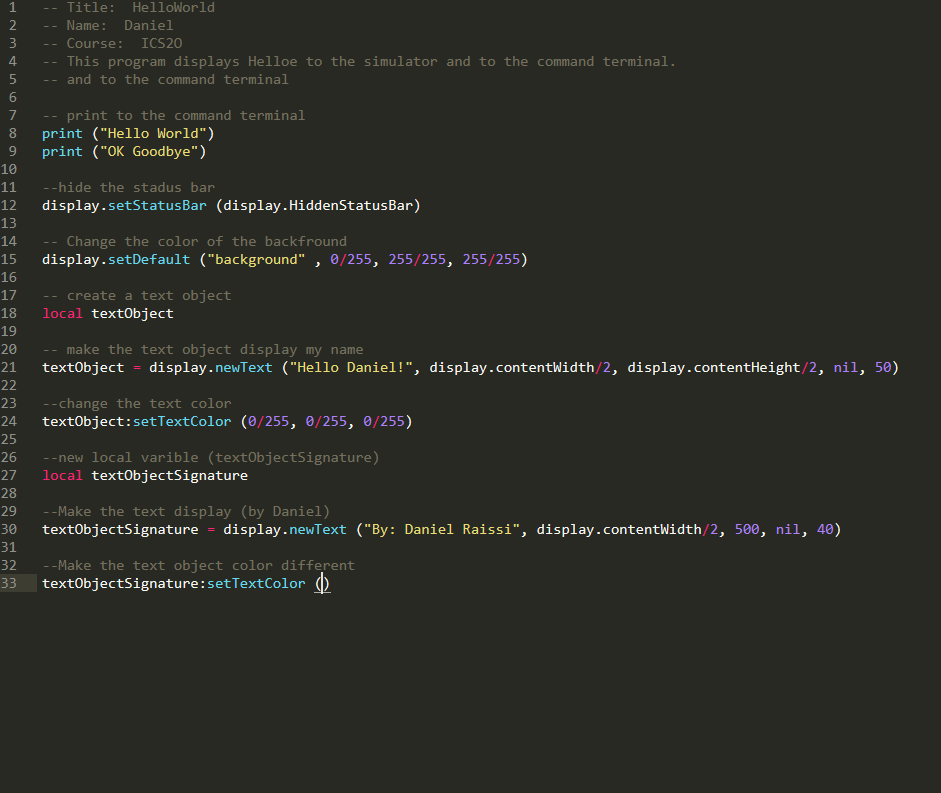 1 -- Title:  HelloWorld
2 -- Name:  Daniel
3 -- Course:  ICS2O
4 -- This program displays Helloe to the simulator and to the command terminal.
5 -- and to the command terminal
6
7 -- print to the command terminal
8 print ("Hello World")
9 print ("OK Goodbye")
10
11 --hide the stadus bar
12 display.setStatusBar (display.HiddenStatusBar)
13
14 -- Change the color of the backfround
15 display.setDefault ("background" , 0/255, 255/255, 255/255)
16
17 -- create a text object
18 local textObject
19
20 -- make the text object display my name
21 textObject = display.newText ("Hello Daniel!", display.contentWidth/2, display.contentHeight/2, nil, 50)
22
23 --change the text color
24 textObject:setTextColor (0/255, 0/255, 0/255)
25
26 --new local varible (textObjectSignature)
27 local textObjectSignature
28
29 --Make the text display (by Daniel)
30 textObjectSignature = display.newText ("By: Daniel Raissi", display.contentWidth/2, 500, nil, 40)
31
32 --Make the text object color different
33 textObjectSignature:setTextColor ()